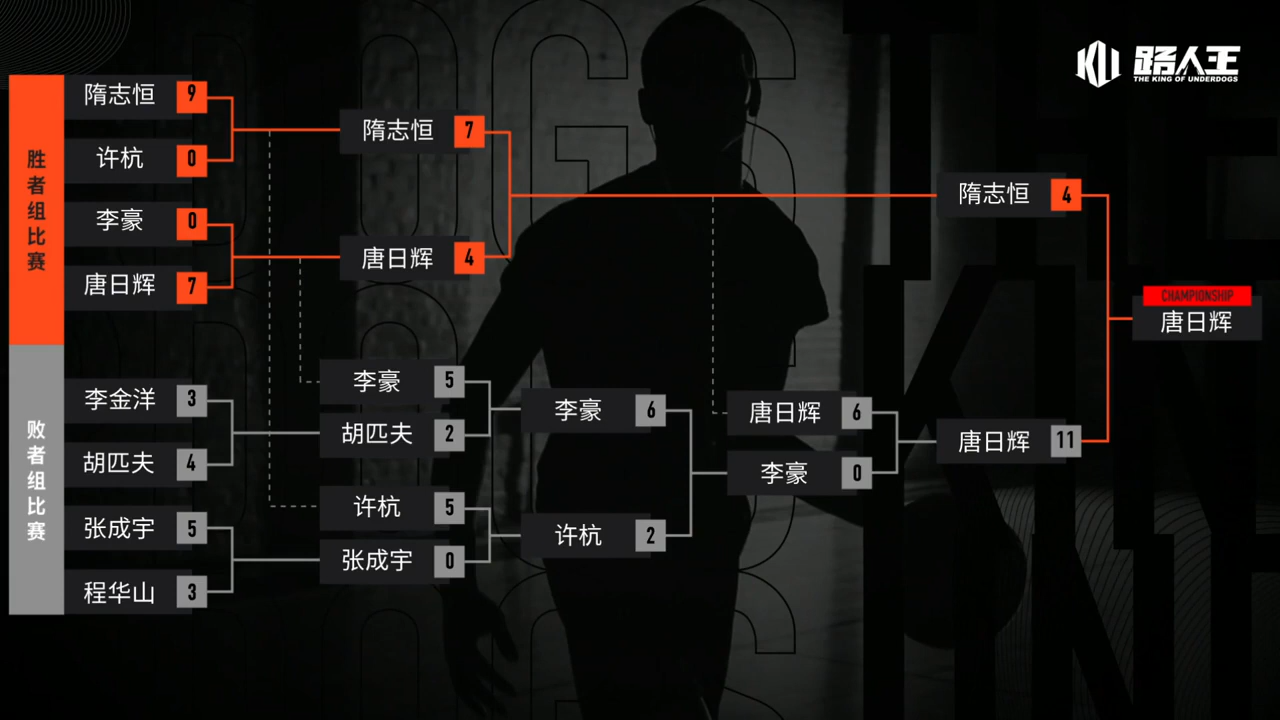 路人王
THE KING OF UNDERDOGS
胜者组比赛
隋志恒 9
许杭 0
李豪 0
唐日辉 7
隋志恒 7
唐日辉 4
隋志恒 4
CHAMPIONSHIP
唐日辉
败者组比赛
李金洋 3
胡匹夫 4
张成宇 5
程华山 3
李豪 5
胡匹夫 2
许杭 5
张成宇 0
李豪 6
许杭 2
唐日辉 6
李豪 0
唐日辉 11